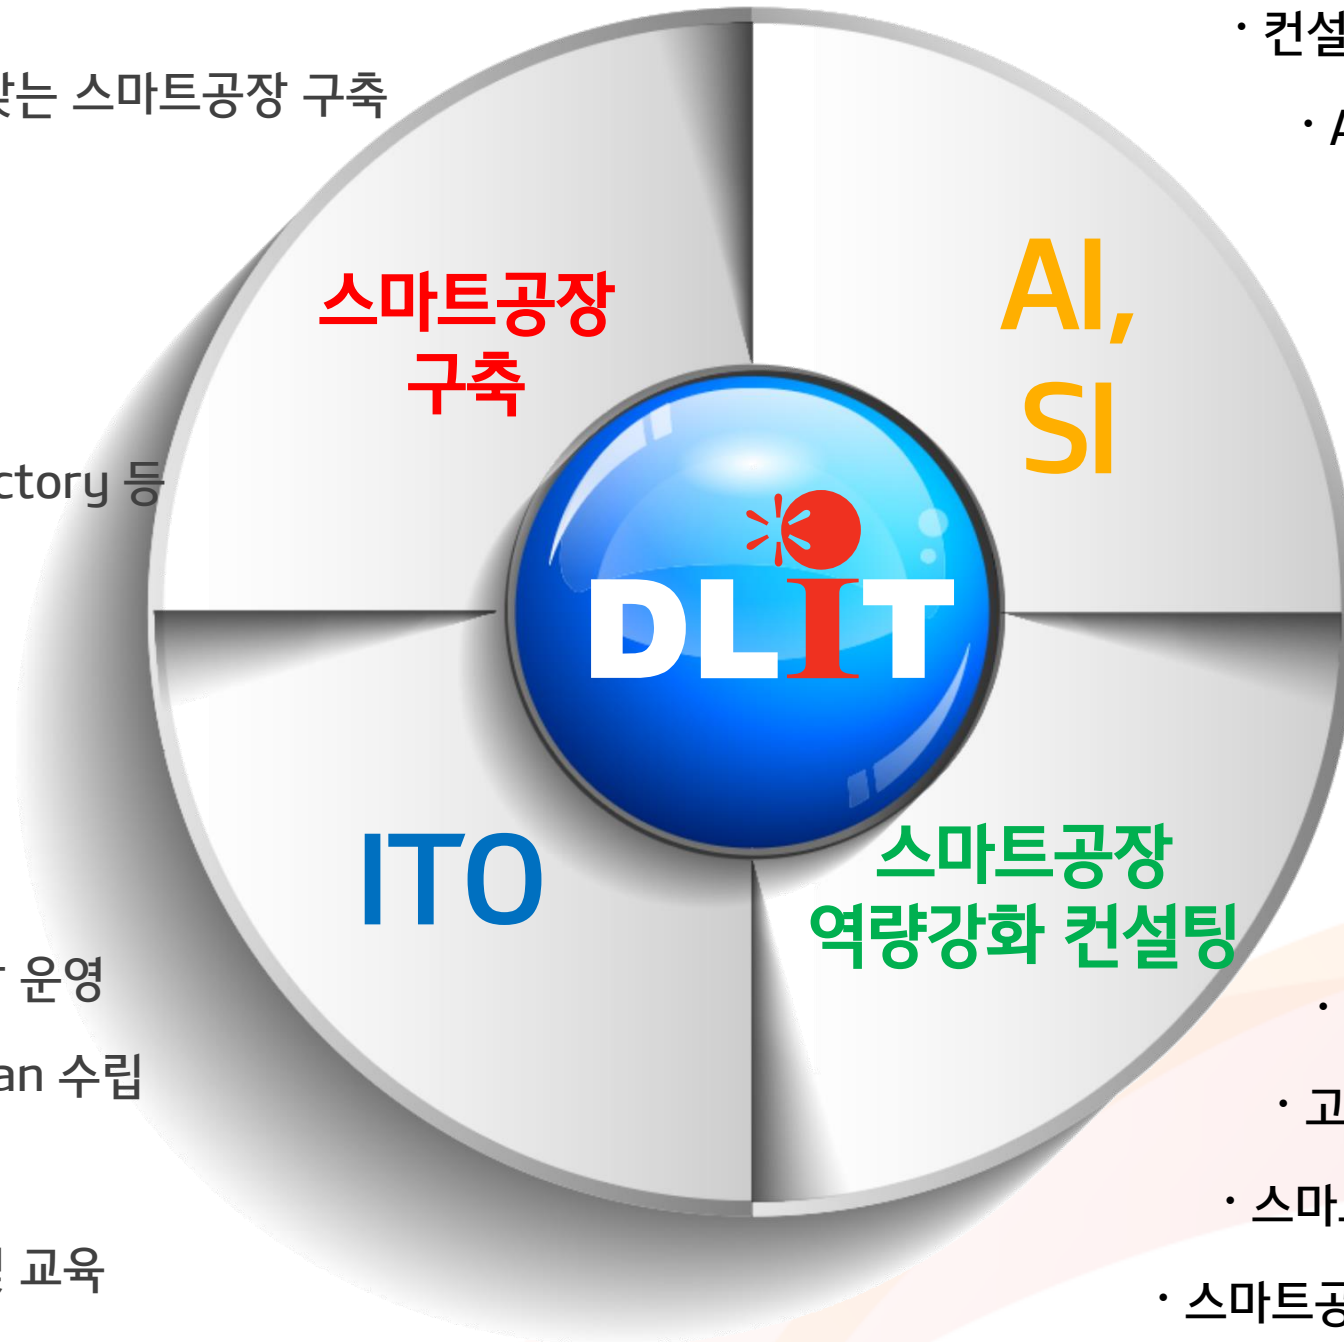 맞는 스마트공장 구축
· 컨설
스마트공장
구축
AI,
SI
등
DLIT
ITO
스마트공장
역량강화 컨설팅
운영
수립
· 고
· 스마
교육
· 스마트공